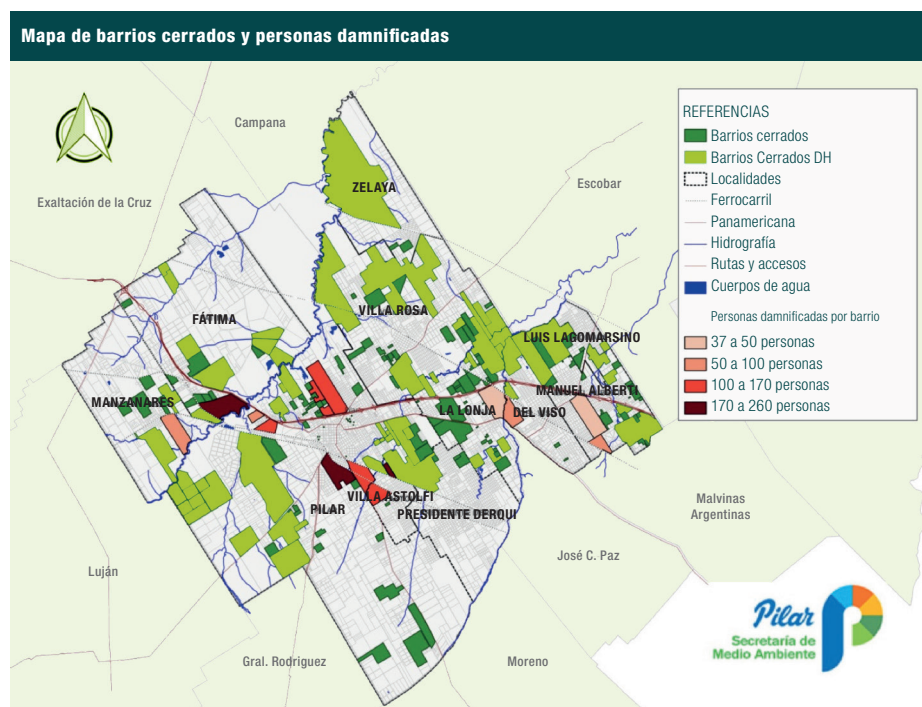 Mapa de barrios cerrados y personas damnificadas
REFERENCIAS
Barrios cerrados
Barrios Cerrados DH
Localidades
Ferrocarril
Panamericana
Hidrografía
Rutas y accesos
Cuerpos de agua
Personas damnificadas por barrio
37 a 50 personas
50 a 100 personas
100 a 170 personas
170 a 260 personas
Campana
Escobar
Exaltación de la Cruz
ZELAYA
VILLA ROSA
FÁTIMA
LUIS LAGOMARSINO
MANZANARES
MANUEL ALBERTI
LA LONJA
DEL VISO
VILLA ASTOLFI
PILAR
PRESIDENTE DERQUI
Malvinas
Argentinas
José C. Paz
Luján
Gral. Rodriguez
Moreno
Pilar
Secretaría de
Medio Ambiente